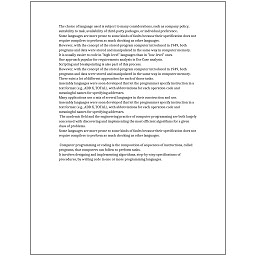 The choice of language used is subject to many considerations, such as company policy,
suitability to task, availability of third-party packages, or individual preference.
Some languages are more prone to some kinds of faults because their specification does not
require compilers to perform as much checking as other languages.
However, with the concept of the stored-program computer introduced in 1949, both
programs and data were stored and manipulated in the same way in computer memory.
It is usually easier to code in "high-level" languages than in "low-level" ones.
One approach popular for requirements analysis is Use Case analysis.
Scripting and breakpointing is also part of this process.
However, with the concept of the stored-program computer introduced in 1949, both
programs and data were stored and manipulated in the same way in computer memory.
There exist a lot of different approaches for each of those tasks.
Assembly languages were soon developed that let the programmer specify instruction in a
text format (e.g., ADD X, TOTAL), with abbreviations for each operation code and
meaningful names for specifying addresses.
Many applications use a mix of several languages in their construction and use.
Assembly languages were soon developed that let the programmer specify instruction in a
text format (e.g., ADD X, TOTAL), with abbreviations for each operation code and
meaningful names for specifying addresses.
The academic field and the engineering practice of computer programming are both largely
concerned with discovering and implementing the most efficient algorithms for a given
class of problems.
Some languages are more prone to some kinds of faults because their specification does not
require compilers to perform as much checking as other languages.
Computer programming or coding is the composition of sequences of instructions, called
programs, that computers can follow to perform tasks.
It involves designing and implementing algorithms, step-by-step specifications of
procedures, by writing code in one or more programming languages.